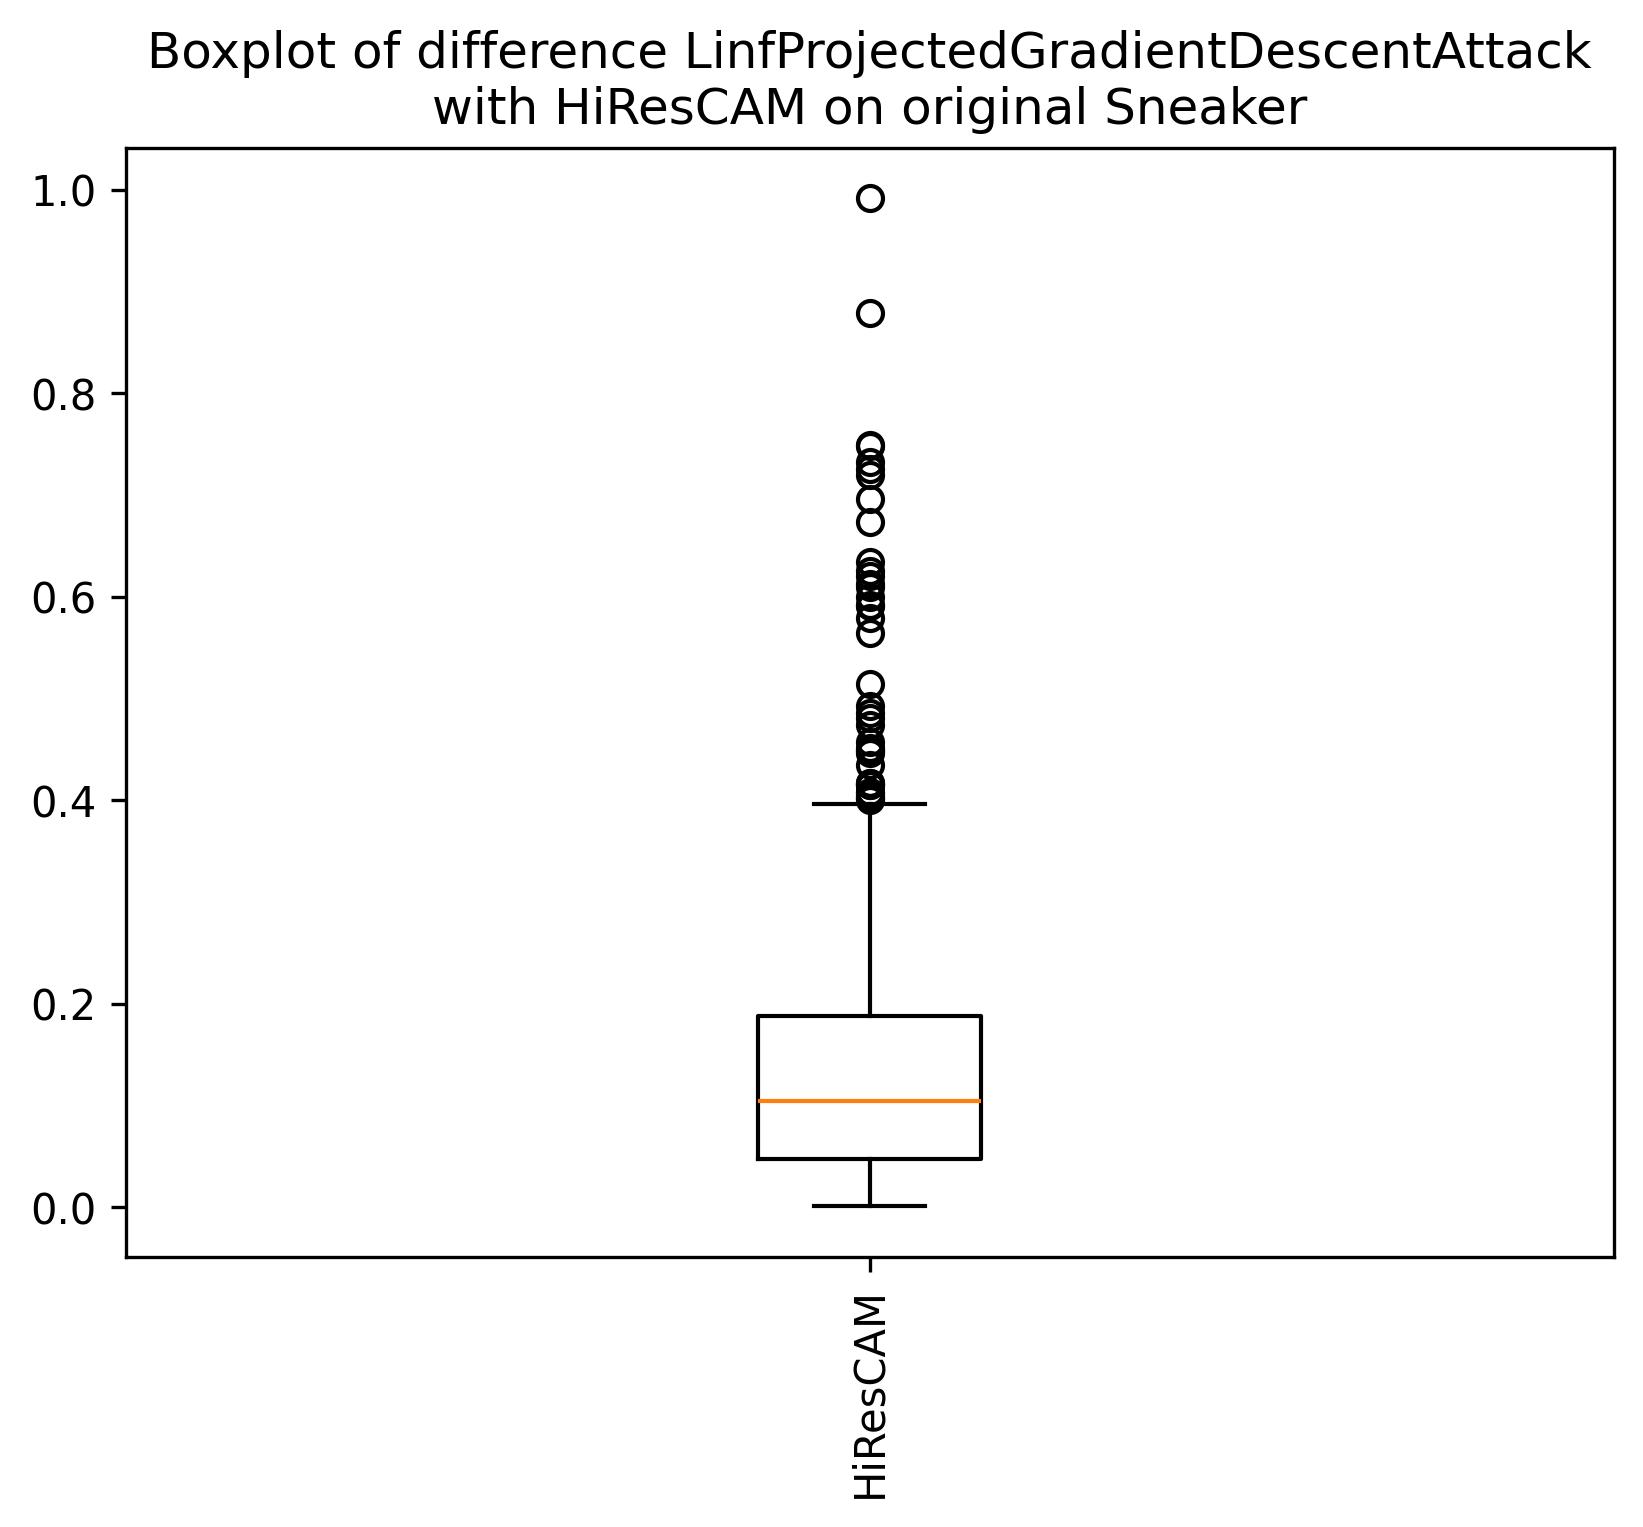 Boxplot of difference LinfProjectedGradientDescentAttack
with HiResCAM on original Sneaker
1.0
0.8
0.6
0.4
0.2
0.0
HiResCAM